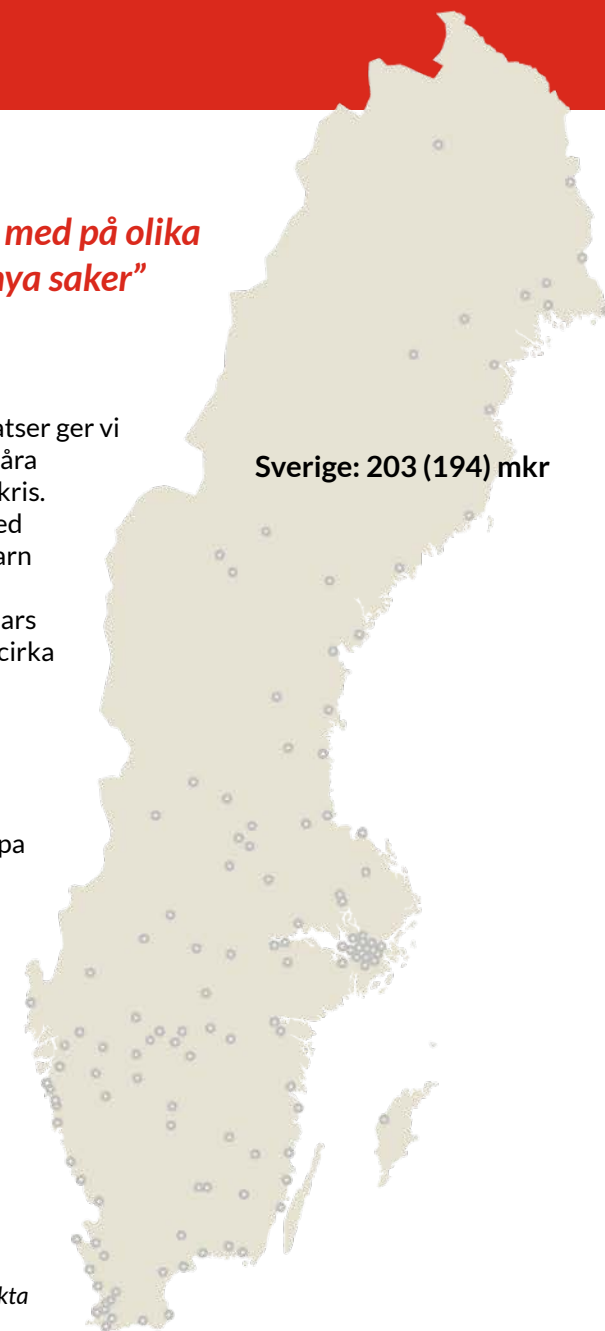 med på olika
nya saker”
atser ger vi
åra
kris.
ed
arn
ars
cirka
pa
kta
Sverige: 203 (194) mkr